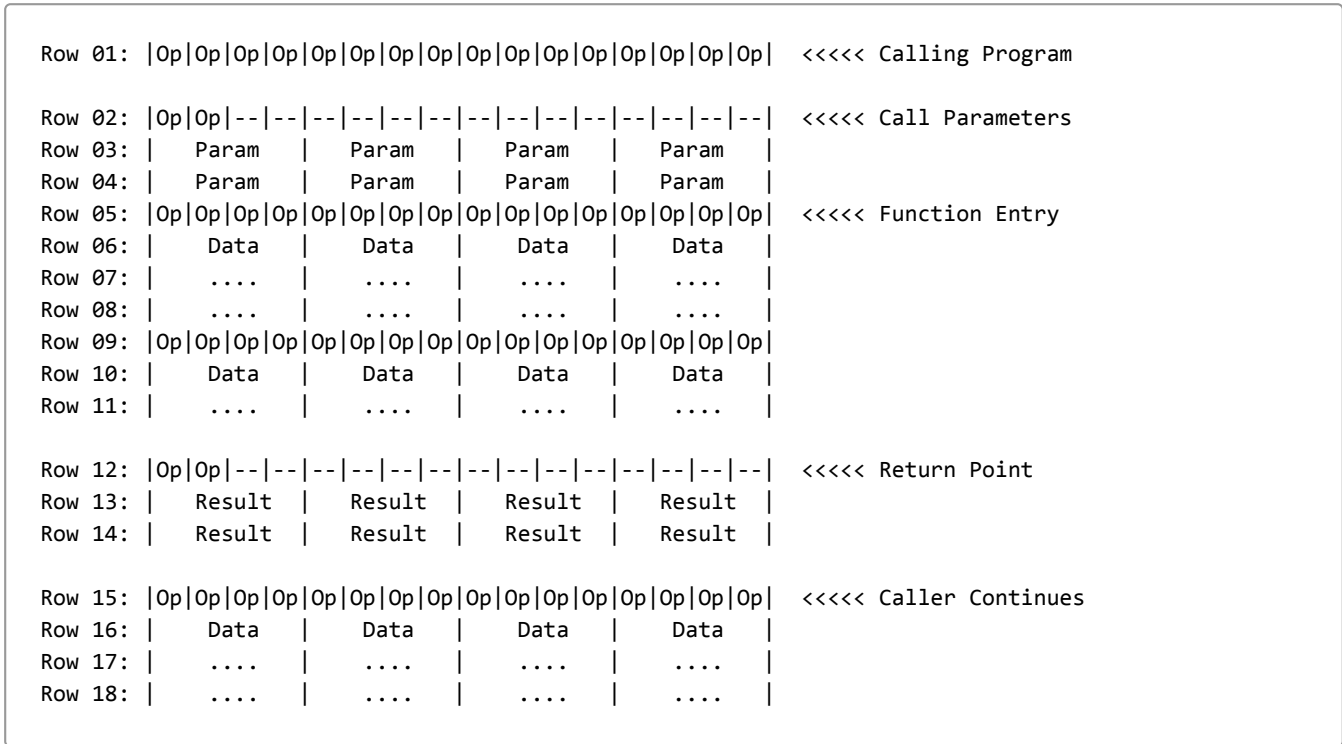 Row 01: |Op|Op|Op|Op|Op|Op|Op|Op|Op|Op|Op|Op|Op|Op|Op|Op|  <<<<< Calling Program
Row 02: |Op|Op|--|--|--|--|--|--|--|--|--|--|--|--|--|--|  <<<<< Call Parameters
Row 03: |   Param   |   Param   |   Param   |   Param   |
Row 04: |   Param   |   Param   |   Param   |   Param   |
Row 05: |Op|Op|Op|Op|Op|Op|Op|Op|Op|Op|Op|Op|Op|Op|Op|Op|  <<<<< Function Entry
Row 06: |    Data   |    Data   |    Data   |    Data   |
Row 07: |    ....   |    ....   |    ....   |    ....   |
Row 08: |    ....   |    ....   |    ....   |    ....   |
Row 09: |Op|Op|Op|Op|Op|Op|Op|Op|Op|Op|Op|Op|Op|Op|Op|Op|
Row 10: |    Data   |    Data   |    Data   |    Data   |
Row 11: |    ....   |    ....   |    ....   |    ....   |
Row 12: |Op|Op|--|--|--|--|--|--|--|--|--|--|--|--|--|--|  <<<<< Return Point
Row 13: |   Result  |   Result  |   Result  |   Result  |
Row 14: |   Result  |   Result  |   Result  |   Result  |
Row 15: |Op|Op|Op|Op|Op|Op|Op|Op|Op|Op|Op|Op|Op|Op|Op|Op|  <<<<< Caller Continues
Row 16: |    Data   |    Data   |    Data   |    Data   |
Row 17: |    ....   |    ....   |    ....   |    ....   |
Row 18: |    ....   |    ....   |    ....   |    ....   |